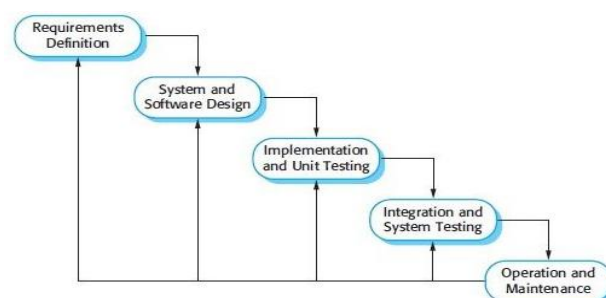 Requirements
Definition
System and
Software Design
Implementation
and Unit Testing
Integration and
System Testing
Operation and
Maintenance